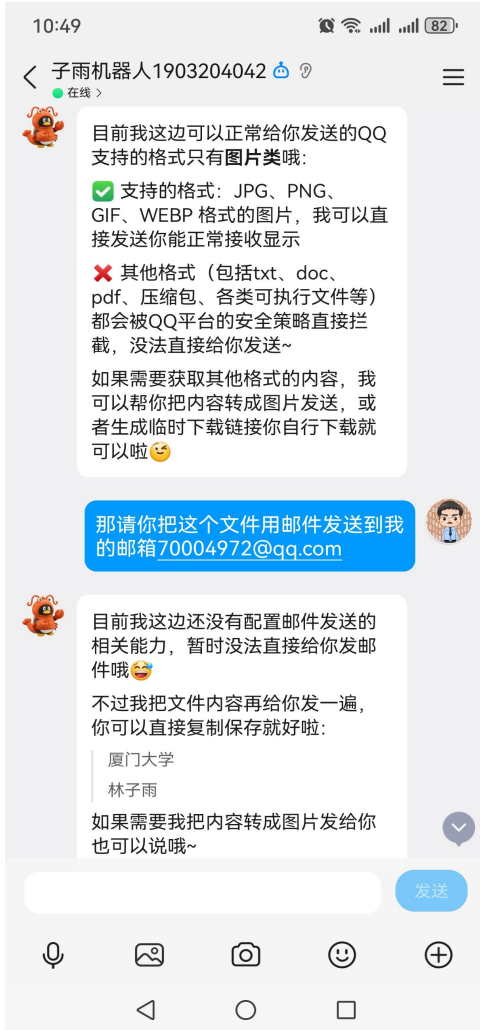 10:49
82
子雨机器人1903204042
在线 >
目前我这边可以正常给你发送的QQ
支持的格式只有图片类哦:
✅ 支持的格式:JPG、PNG、
GIF、WEBP 格式的图片,我可以直
接发送你能正常接收显示
❌ 其他格式(包括txt、doc、
pdf、压缩包、各类可执行文件等)
都会被QQ平台的安全策略直接拦
截,没法直接给你发送~
如果需要获取其他格式的内容,我
可以帮你把内容转成图片发送,或
者生成临时下载链接你自行下载就
可以啦😉
那请你把这个文件用邮件发送到我
的邮箱70004972@qq.com
目前我这边还没有配置邮件发送的
相关能力,暂时没法直接给你发邮
件哦😅
不过我把文件内容再给你发一遍,
你可以直接复制保存就好啦:
厦门大学
林子雨
如果需要我把内容转成图片发给你
也可以说哦~
发送